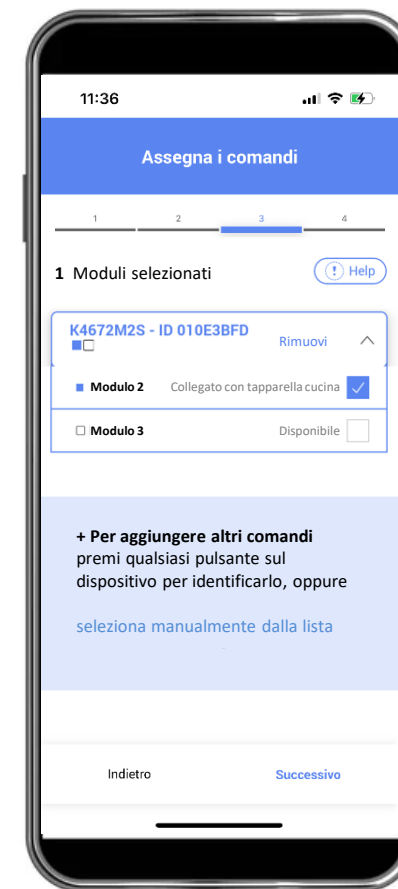 11:36
Assegna i comandi
1 2 3 4
1 Moduli selezionati
Help
K4672M2S - ID 010E3BFD
Rimuovi
Modulo 2 Collegato con tapparella cucina
Modulo 3 Disponibile
+ Per aggiungere altri comandi
premi qualsiasi pulsante sul
dispositivo per identificarlo, oppure
seleziona manualmente dalla lista
Indietro Successivo